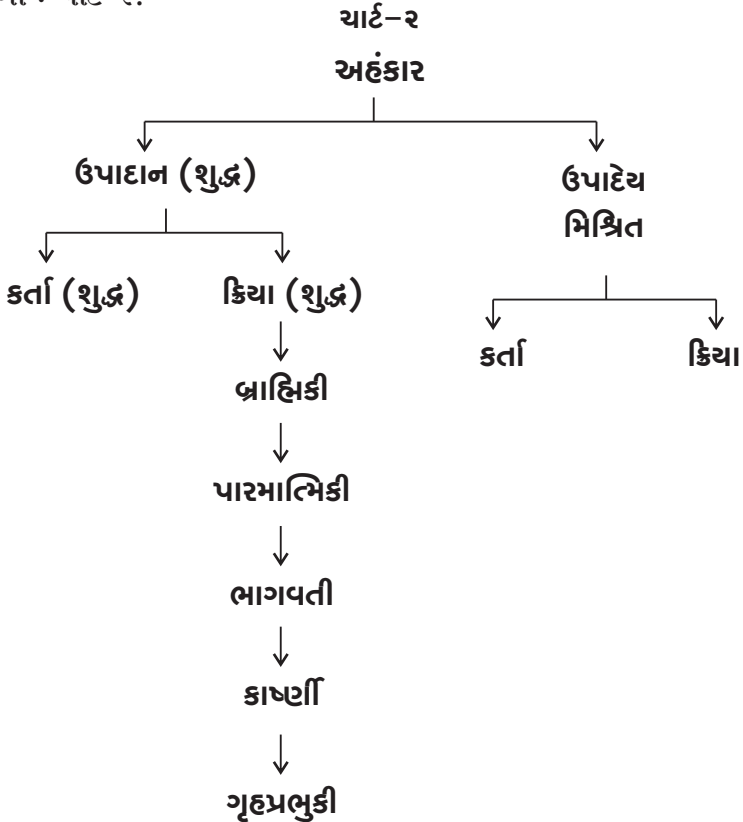 ચાર્ટ–૨
અહંકાર
ઉપાદાન (શુદ્ધ)
ઉપાદેય
મિશ્રિત
કર્તા (શુદ્ધ) ક્રિયા (શુદ્ધ)
કર્તા ક્રિયા
બ્રાહ્મિકી
પારમાત્મિકી
ભાગવતી
કાર્ષ્ણી
ગૃહપ્રભુકી